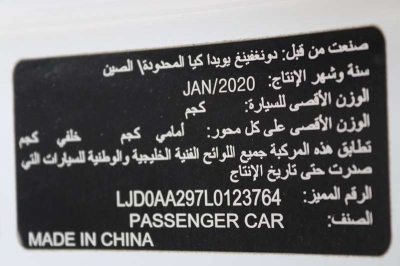 صنعت من قبل: دونغفينغ يويدا كيا المحدودة\ الصين
سنة وشهر الإنتاج: JAN/2020
الوزن الأقصى للسيارة: كجم
الوزن الأقصى على كل محور: أمامي كجم خلفي كجم
تطابق هذه المركبة جميع اللوائح الفنية الخليجية والوطنية للسيارات التي
صدرت حتى تاريخ الإنتاج
الرقم المميز: LJD0AA297L0123764
الصنف: PASSENGER CAR
MADE IN CHINA